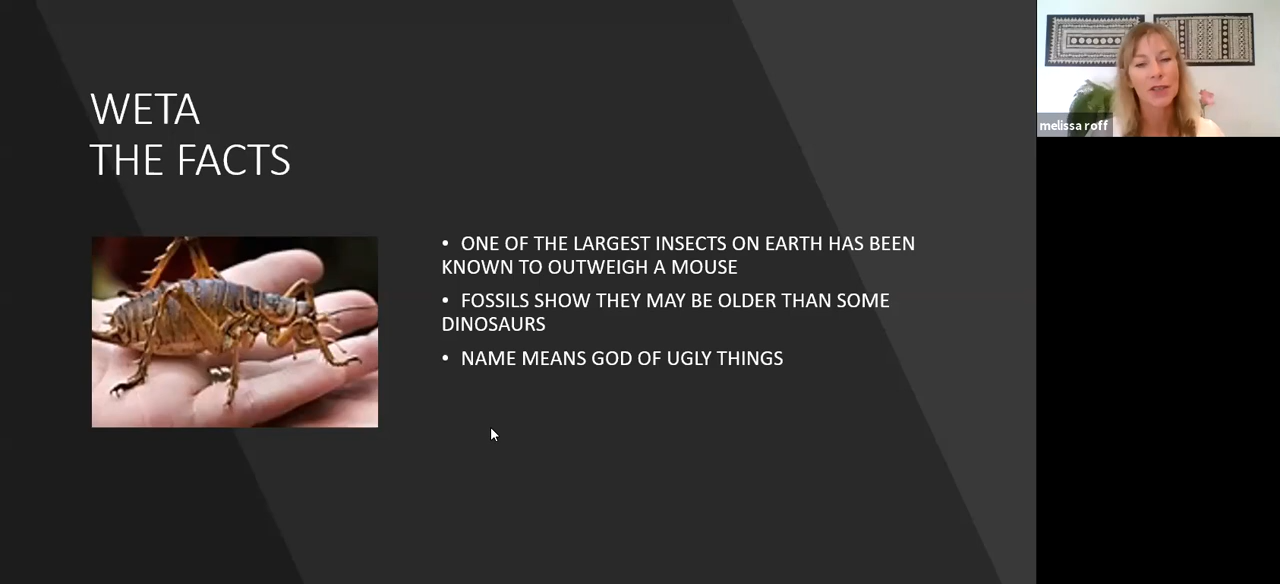 WETA
THE FACTS
• ONE OF THE LARGEST INSECTS ON EARTH HAS BEEN
KNOWN TO OUTWEIGH A MOUSE
• FOSSILS SHOW THEY MAY BE OLDER THAN SOME
DINOSAURS
• NAME MEANS GOD OF UGLY THINGS
melissa roff